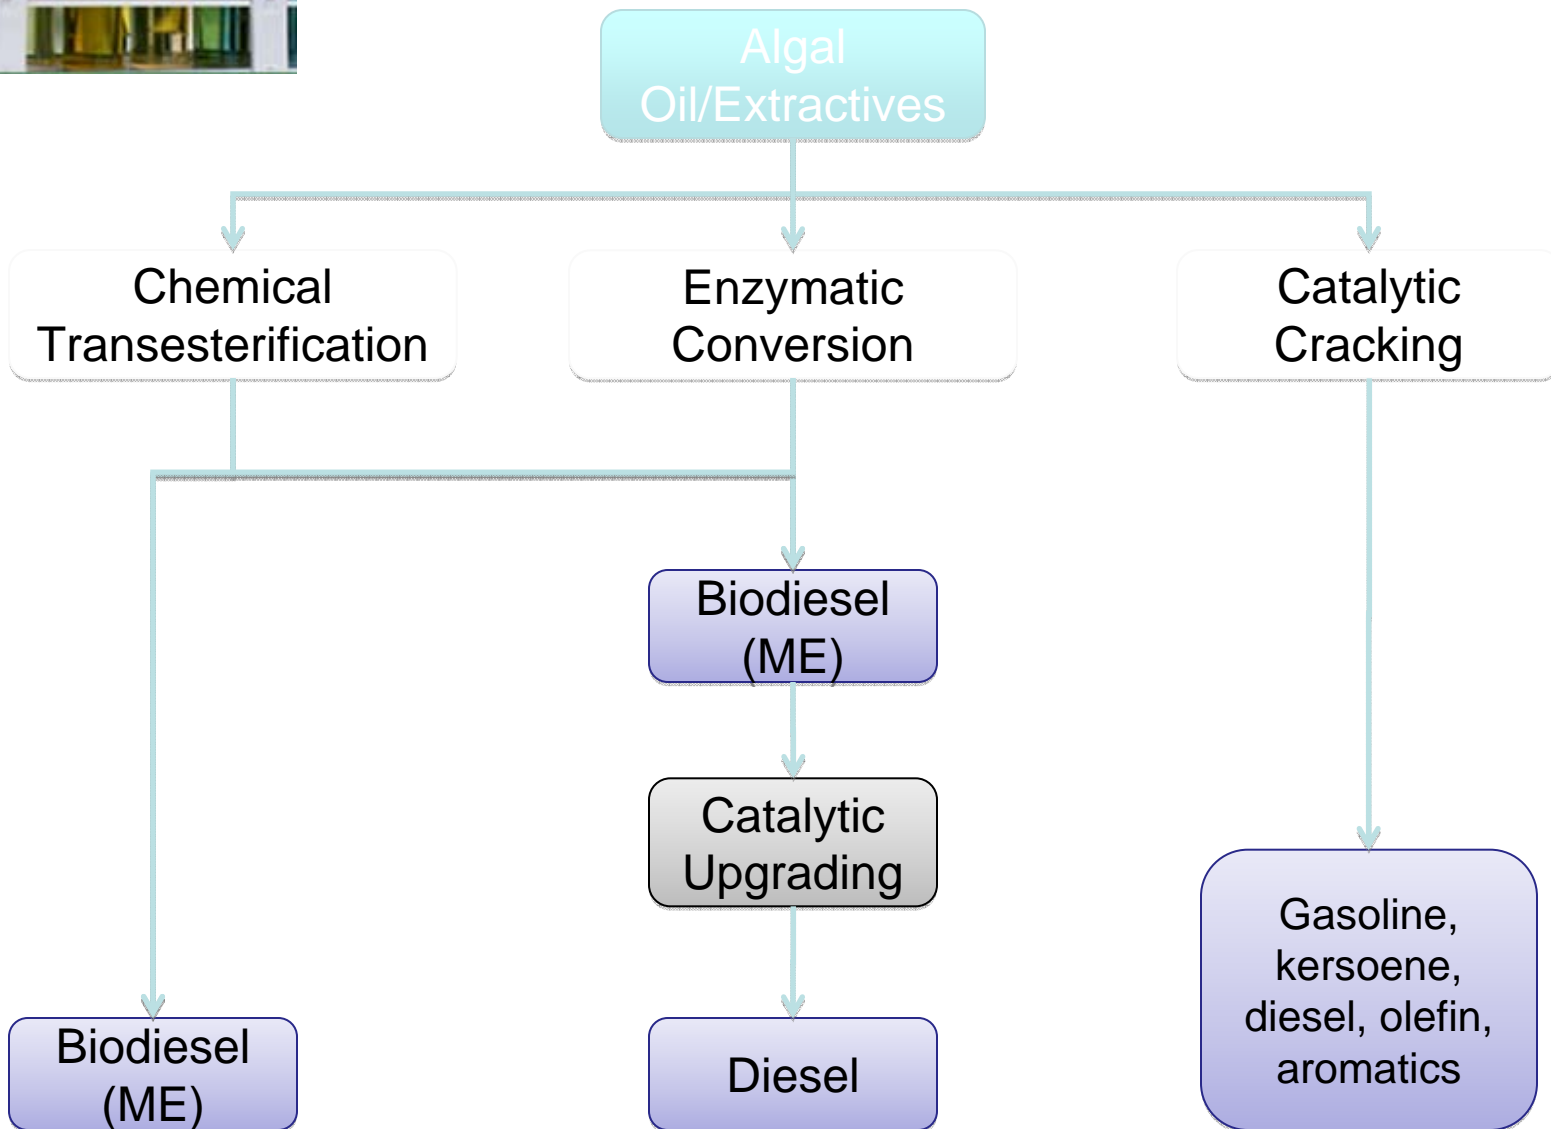 Algal
Oil/Extractives
Chemical
Transesterification
Enzymatic
Conversion
Catalytic
Cracking
Biodiesel
(ME)
Catalytic
Upgrading
Gasoline,
kersoene,
diesel, olefin,
aromatics
Biodiesel
(ME)
Diesel